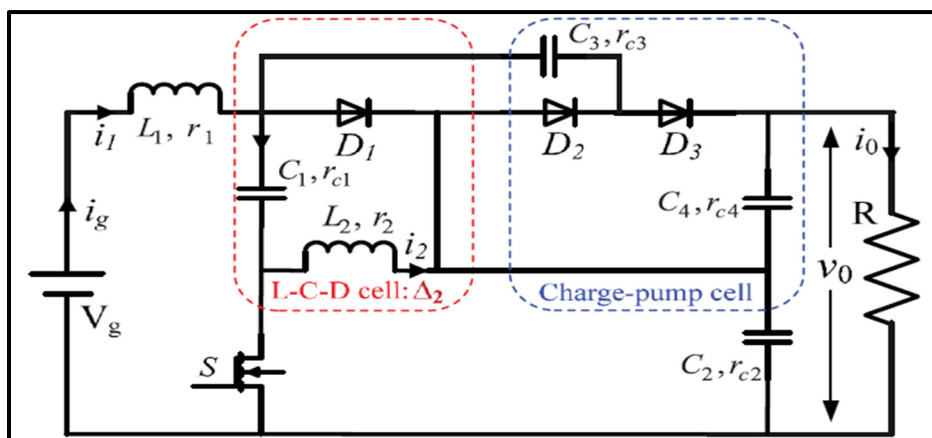 C3, rc3
L1, r1
i1
D1
D2
D3
i0
C1, rc1
ig
L2, r2
i2
C4, rc4
R
v0
L-C-D cell: Δ2
Charge-pump cell
Vg
S
C2, rc2